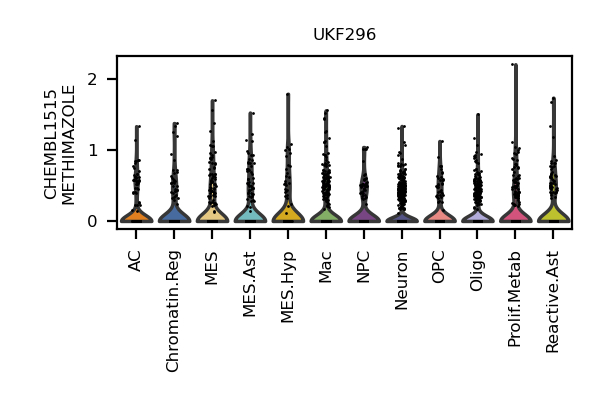 UKF296
CHEMBL1515
METHIMAZOLE
2
1
0
AC
Chromatin.Reg
MES
MES.Ast
MES.Hyp
Mac
NPC
Neuron
OPC
Oligo
Prolif.Metab
Reactive.Ast